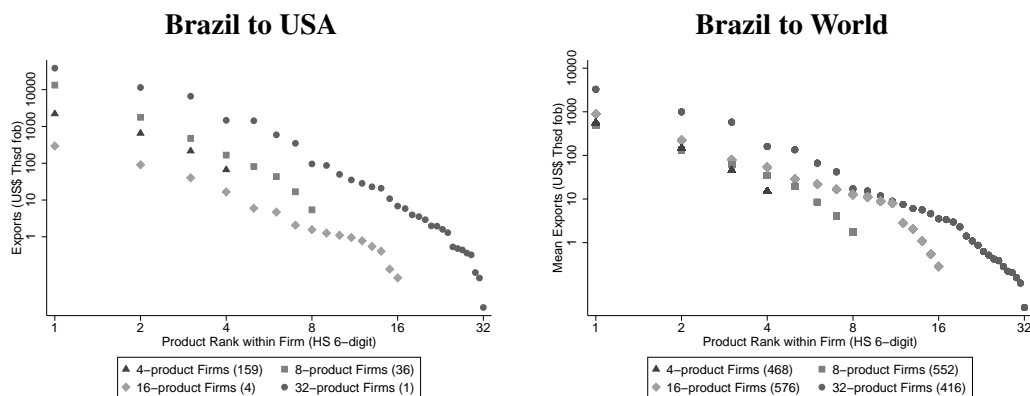 Brazil to USA
Exports (US$ Thsd fob)
10000
1000
100
10
1
1 2 4 8 16 32
Product Rank within Firm (HS 6−digit)
4−product Firms (159) 8−product Firms (36)
16−product Firms (4) 32−product Firms (1)
Brazil to World
Mean Exports (US$ Thsd fob)
10000
1000
100
10
1
1 2 4 8 16 32
Product Rank within Firm (HS 6−digit)
4−product Firms (468) 8−product Firms (552)
16−product Firms (576) 32−product Firms (416)